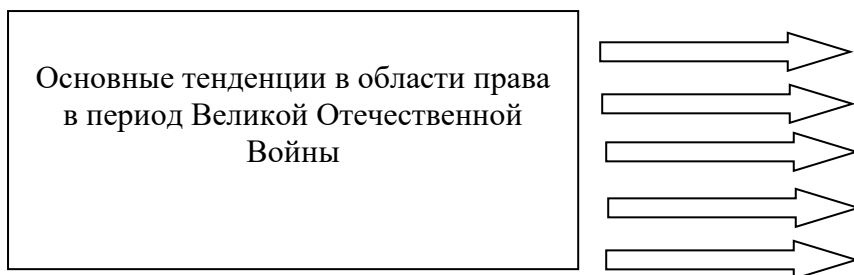 Основные тенденции в области права
в период Великой Отечественной
Войны